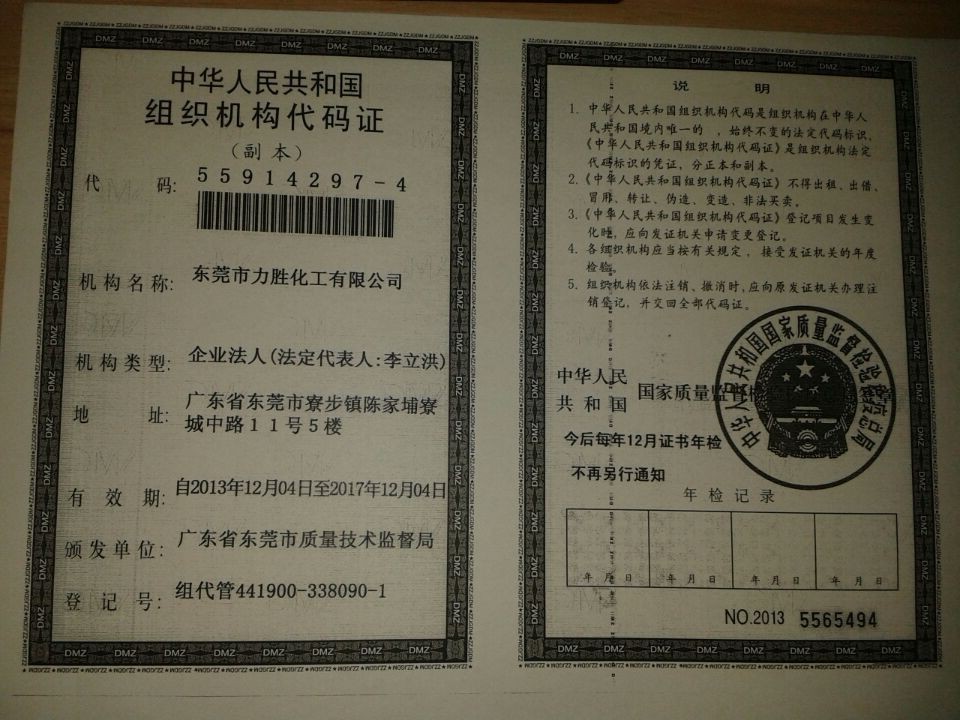 中华人民共和国
组织机构代码证
（副本）
代 码: 55914297-4
机构名称: 东莞市力胜化工有限公司
机构类型: 企业法人(法定代表人:李立洪)
地 址: 广东省东莞市寮步镇陈家埔寮
城中路11号5楼
有 效 期: 自2013年12月04日至2017年12月04日
颁发单位: 广东省东莞市质量技术监督局
登 记 号: 组代管441900-338090-1
说 明
1. 中华人民共和国组织机构代码是组织机构在中华人
民共和国境内唯一的 ，始终不变的法定代码标识，
《中华人民共和国组织机构代码证》是组织机构法定
代码标识的凭证，分正本和副本。
2.《中华人民共和国组织机构代码证》不得出租、出借、
冒用、转让、伪造、变造、非法买卖。
3.《中华人民共和国组织机构代码证》登记项目发生变
化时，应向发证机关申请变更登记。
4. 各组织机构应当按有关规定，接受发证机关的年度
检验。
5. 组织机构依法注销、撤消时，应向原发证机关办理注
销登记，并交回全部代码证。
中华人民
共和国 国家质量监督检
中华人民共和国国家质量监督检验检疫总局
今后每年12月证书年检
不再另行通知
年检记录
年 月 日 年 月 日 年 月 日 年 月 日
NO.2013 5565494